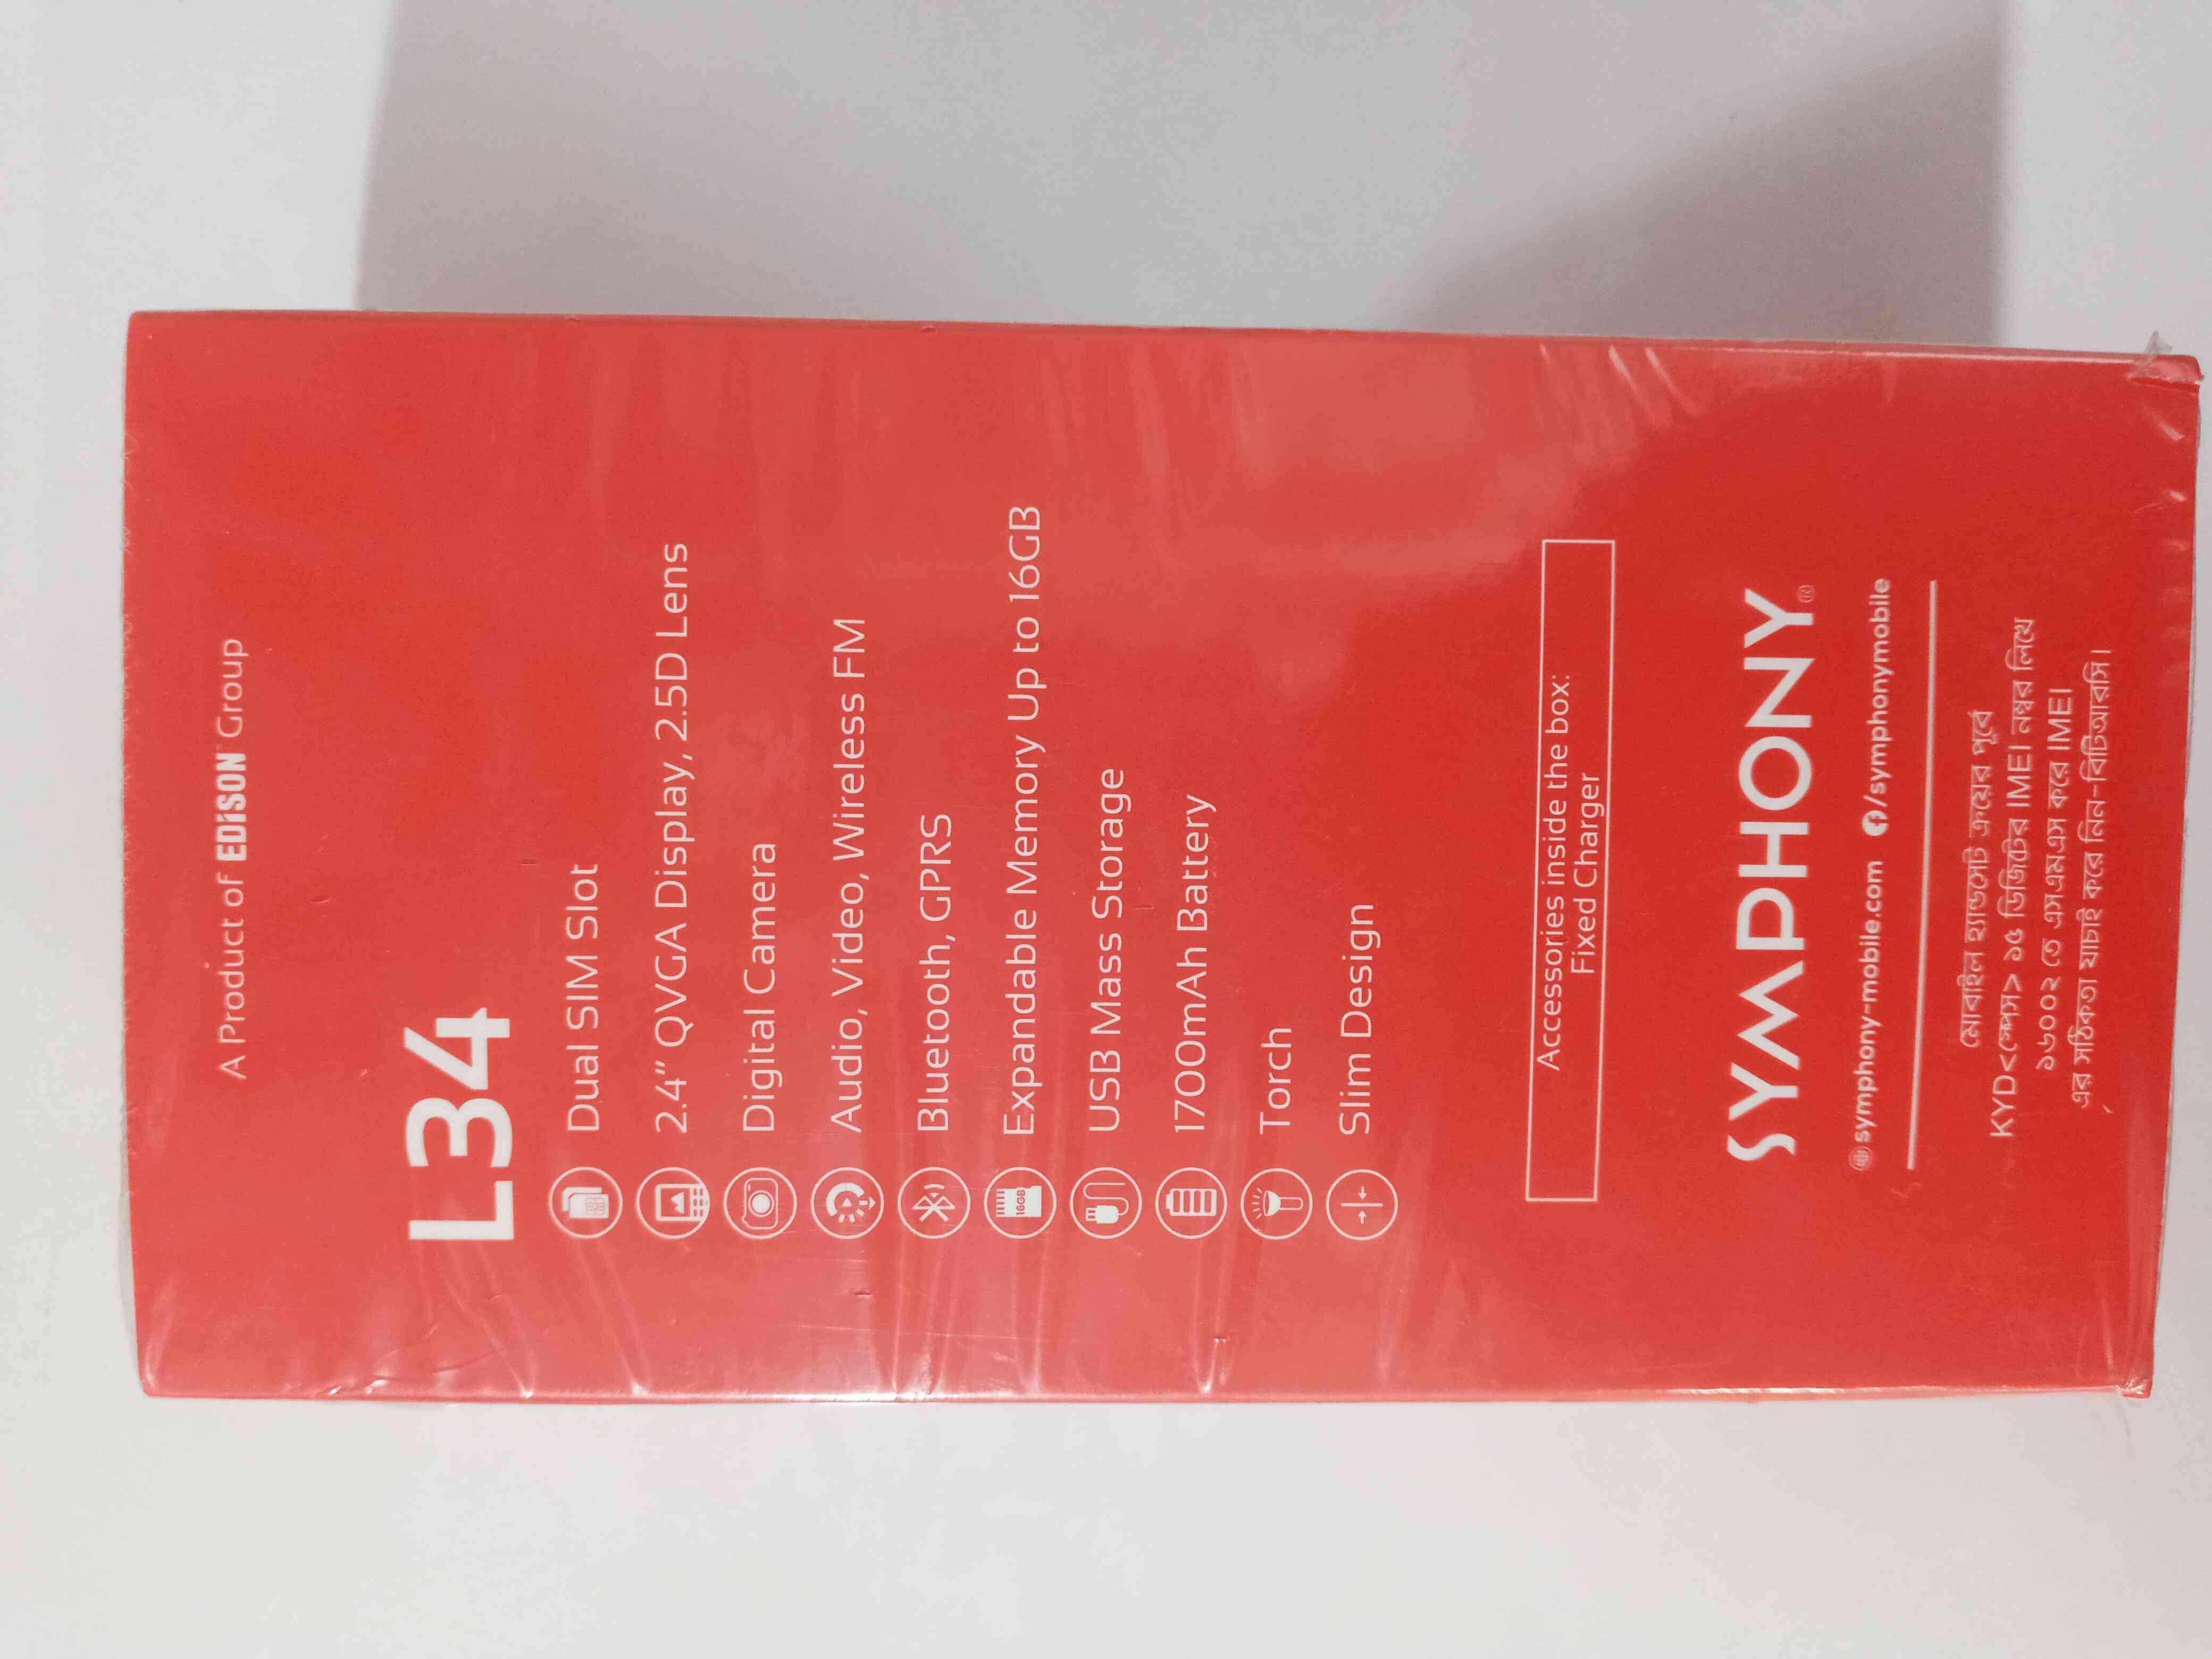 A Product of EDISON Group
L34
Dual SIM Slot
2.4” QVGA Display, 2.5D Lens
Digital Camera
Audio, Video, Wireless FM
Bluetooth, GPRS
16GB
Expandable Memory Up to 16GB
USB Mass Storage
1700mAh Battery
Torch
Slim Design
Accessories inside the box:
Fixed Charger
SYMPHONY®
symphony-mobile.com /symphonymobile
মোবাইল হ্যান্ডসেট ক্রয়ের পূর্বে
KYD<স্পেস> ১৫ ডিজিটের IMEI নম্বর লিখে
১৬০০২ তে এসএমএস করে IMEI
এর সঠিকতা যাচাই করে নিন-বিটিআরসি।